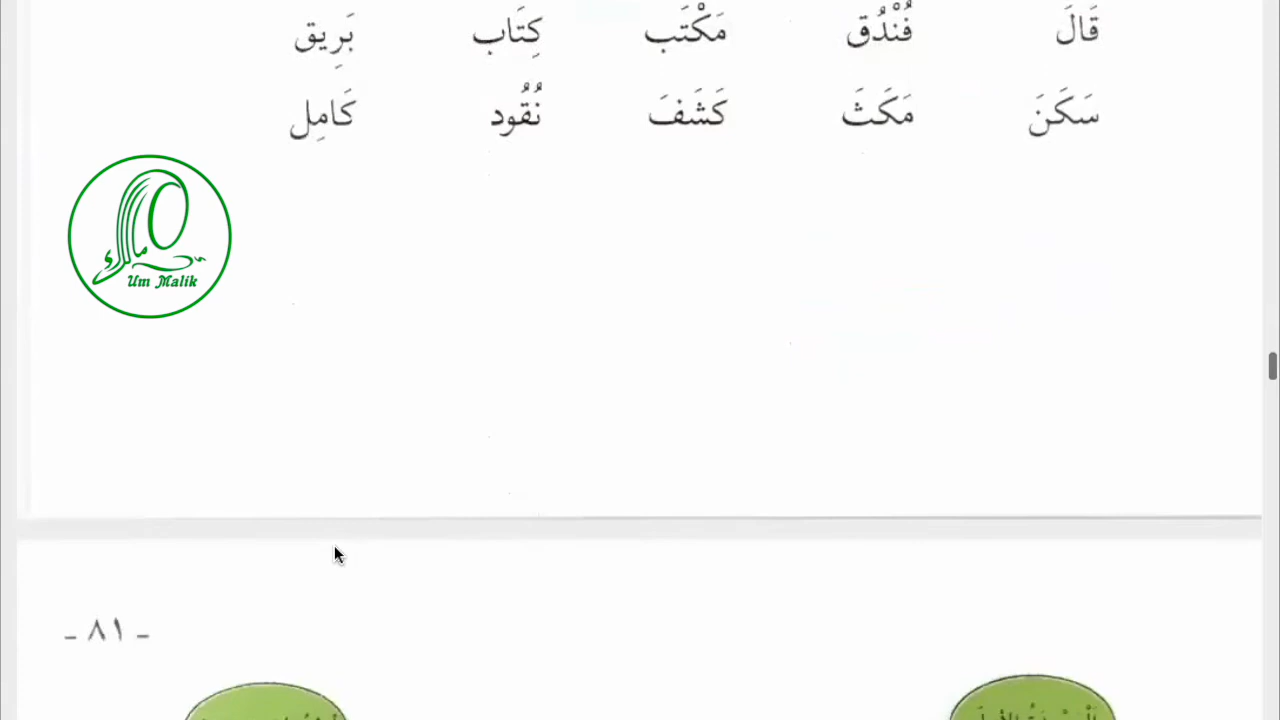 قَالَ فُنْدُق مَكْتَب كِتَاب بَرِيق
سَكَنَ مَكَثَ كَشَفَ نُقُود كَامِل
Um Malik
- ٨١ -